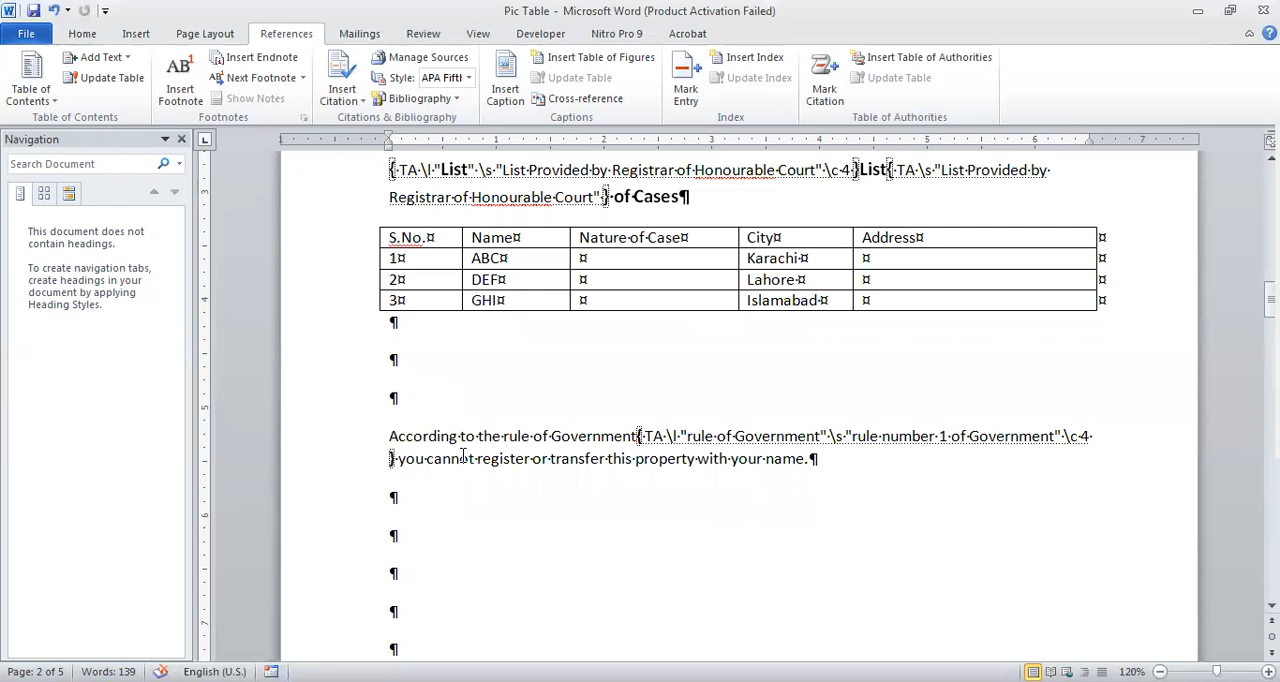 Pic Table - Microsoft Word (Product Activation Failed)
File Home Insert Page Layout References Mailings Review View Developer Nitro Pro 9 Acrobat
Table of Contents
Add Text
Update Table
Table of Contents
AB1
Insert Footnote
Insert Endnote
Next Footnote
Show Notes
Footnotes
Insert Citation
Manage Sources
Style: APA Fifth
Bibliography
Citations & Bibliography
Insert Caption
Insert Table of Figures
Update Table
Cross-reference
Captions
Mark Entry
Insert Index
Update Index
Index
Mark Citation
Insert Table of Authorities
Update Table
Table of Authorities
Navigation
Search Document
This document does not
contain headings.
To create navigation tabs,
create headings in your
document by applying
Heading Styles.
{·TA·\l·"List"·\s·"List·Provided·by·Registrar·of·Honourable·Court"·\c·4·}List{·TA·\s·"List·Provided·by·
Registrar·of·Honourable·Court"·}·of·Cases¶
S.No.¤ Name¤ Nature·of·Case¤ City¤ Address¤ ¤
1¤ ABC¤ ¤ Karachi·¤ ¤ ¤
2¤ DEF¤ ¤ Lahore·¤ ¤ ¤
3¤ GHI¤ ¤ Islamabad·¤ ¤ ¤
¶
¶
¶
According·to·the·rule·of·Government{·TA·\l·"rule·of·Government"·\s·"rule·number·1·of·Government"·\c·4·
}·you·cannot·register·or·transfer·this·property·with·your·name.¶
¶
¶
¶
¶
¶
Page: 2 of 5 Words: 139 English (U.S.) 120%